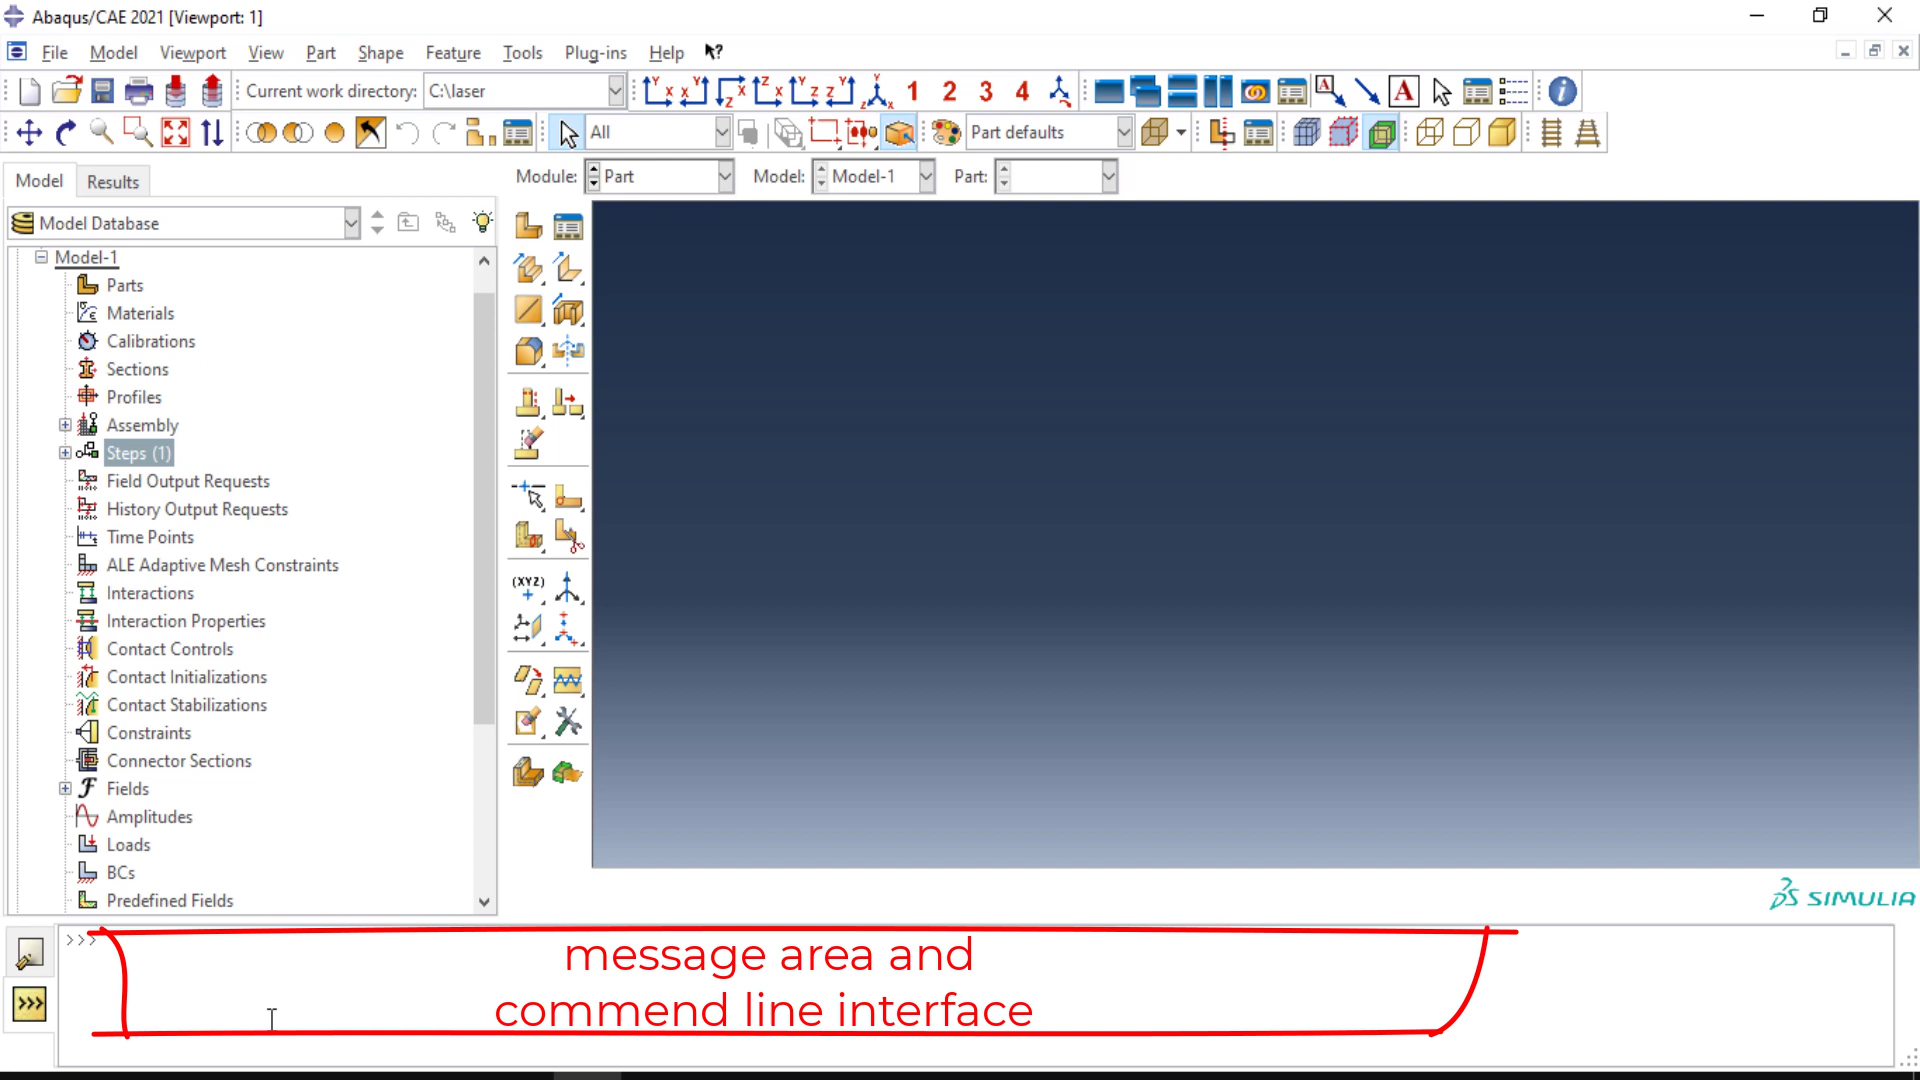 Abaqus/CAE 2021 [Viewport: 1]
File Model Viewport View Part Shape Feature Tools Plug-ins Help ?
Current work directory: C:\laser
1 2 3 4
A
All
Part defaults
Model Results
Module: Part Model: Model-1 Part:
Model Database
Model-1
Parts
Materials
Calibrations
Sections
Profiles
Assembly
Steps (1)
Field Output Requests
History Output Requests
Time Points
ALE Adaptive Mesh Constraints
Interactions
Interaction Properties
Contact Controls
Contact Initializations
Contact Stabilizations
Constraints
Connector Sections
Fields
Amplitudes
Loads
BCs
Predefined Fields
(XYZ)
SIMULIA
>>>
>>>
message area and
commend line interface